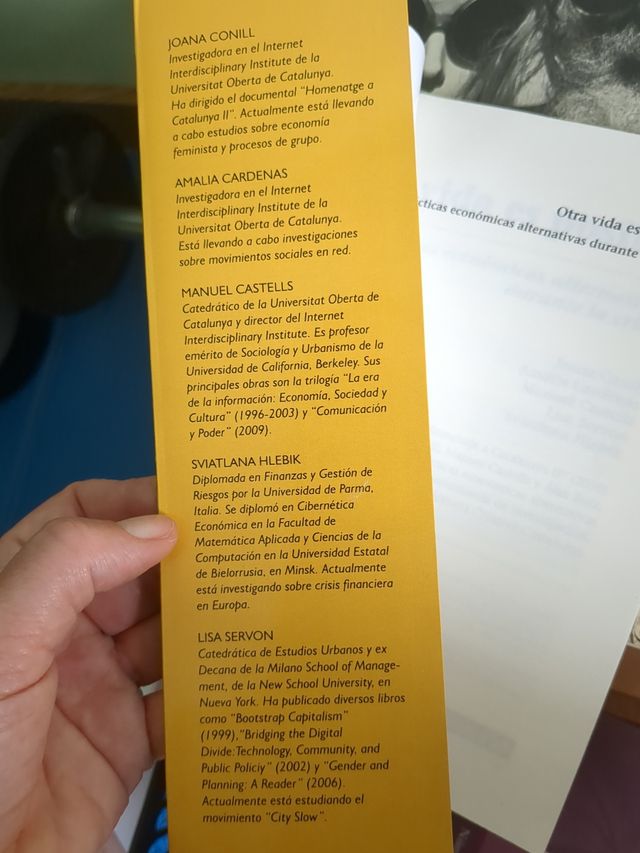 JOANA CONILL
Investigadora en el Internet
Interdisciplinary Institute de la
Universitat Oberta de Catalunya.
Ha dirigido el documental "Homenatge a
Catalunya II". Actualmente está llevando
a cabo estudios sobre economía
feminista y procesos de grupo.
AMALIA CARDENAS
Investigadora en el Internet
Interdisciplinary Institute de la
Universitat Oberta de Catalunya.
Está llevando a cabo investigaciones
sobre movimientos sociales en red.
MANUEL CASTELLS
Catedrático de la Universitat Oberta de
Catalunya y director del Internet
Interdisciplinary Institute. Es profesor
emérito de Sociología y Urbanismo de la
Universidad de California, Berkeley. Sus
principales obras son la trilogía "La era
de la información: Economía, Sociedad y
Cultura" (1996-2003) y "Comunicación
y Poder" (2009).
SVIATLANA HLEBIK
Diplomada en Finanzas y Gestión de
Riesgos por la Universidad de Parma,
Italia. Se diplomó en Cibernética
Económica en la Facultad de
Matemática Aplicada y Ciencias de la
Computación en la Universidad Estatal
de Bielorrusia, en Minsk. Actualmente
está investigando sobre crisis financiera
en Europa.
LISA SERVON
Catedrática de Estudios Urbanos y ex
Decana de la Milano School of Manage-
ment, de la New School University, en
Nueva York. Ha publicado diversos libros
como "Bootstrap Capitalism"
(1999),"Bridging the Digital
Divide:Technology, Community, and
Public Policiy" (2002) y "Gender and
Planning: A Reader" (2006).
Actualmente está estudiando el
movimiento "City Slow".
Otra vida es
cticas económicas alternativas durante